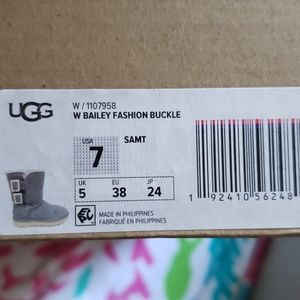 UGG
W / 1107958
W BAILEY FASHION BUCKLE
USA
7
SAMT
UK EU JP
5 38 24
MADE IN PHILIPPINES
FABRIQUÉ EN PHILIPPINES
1 92410 56248